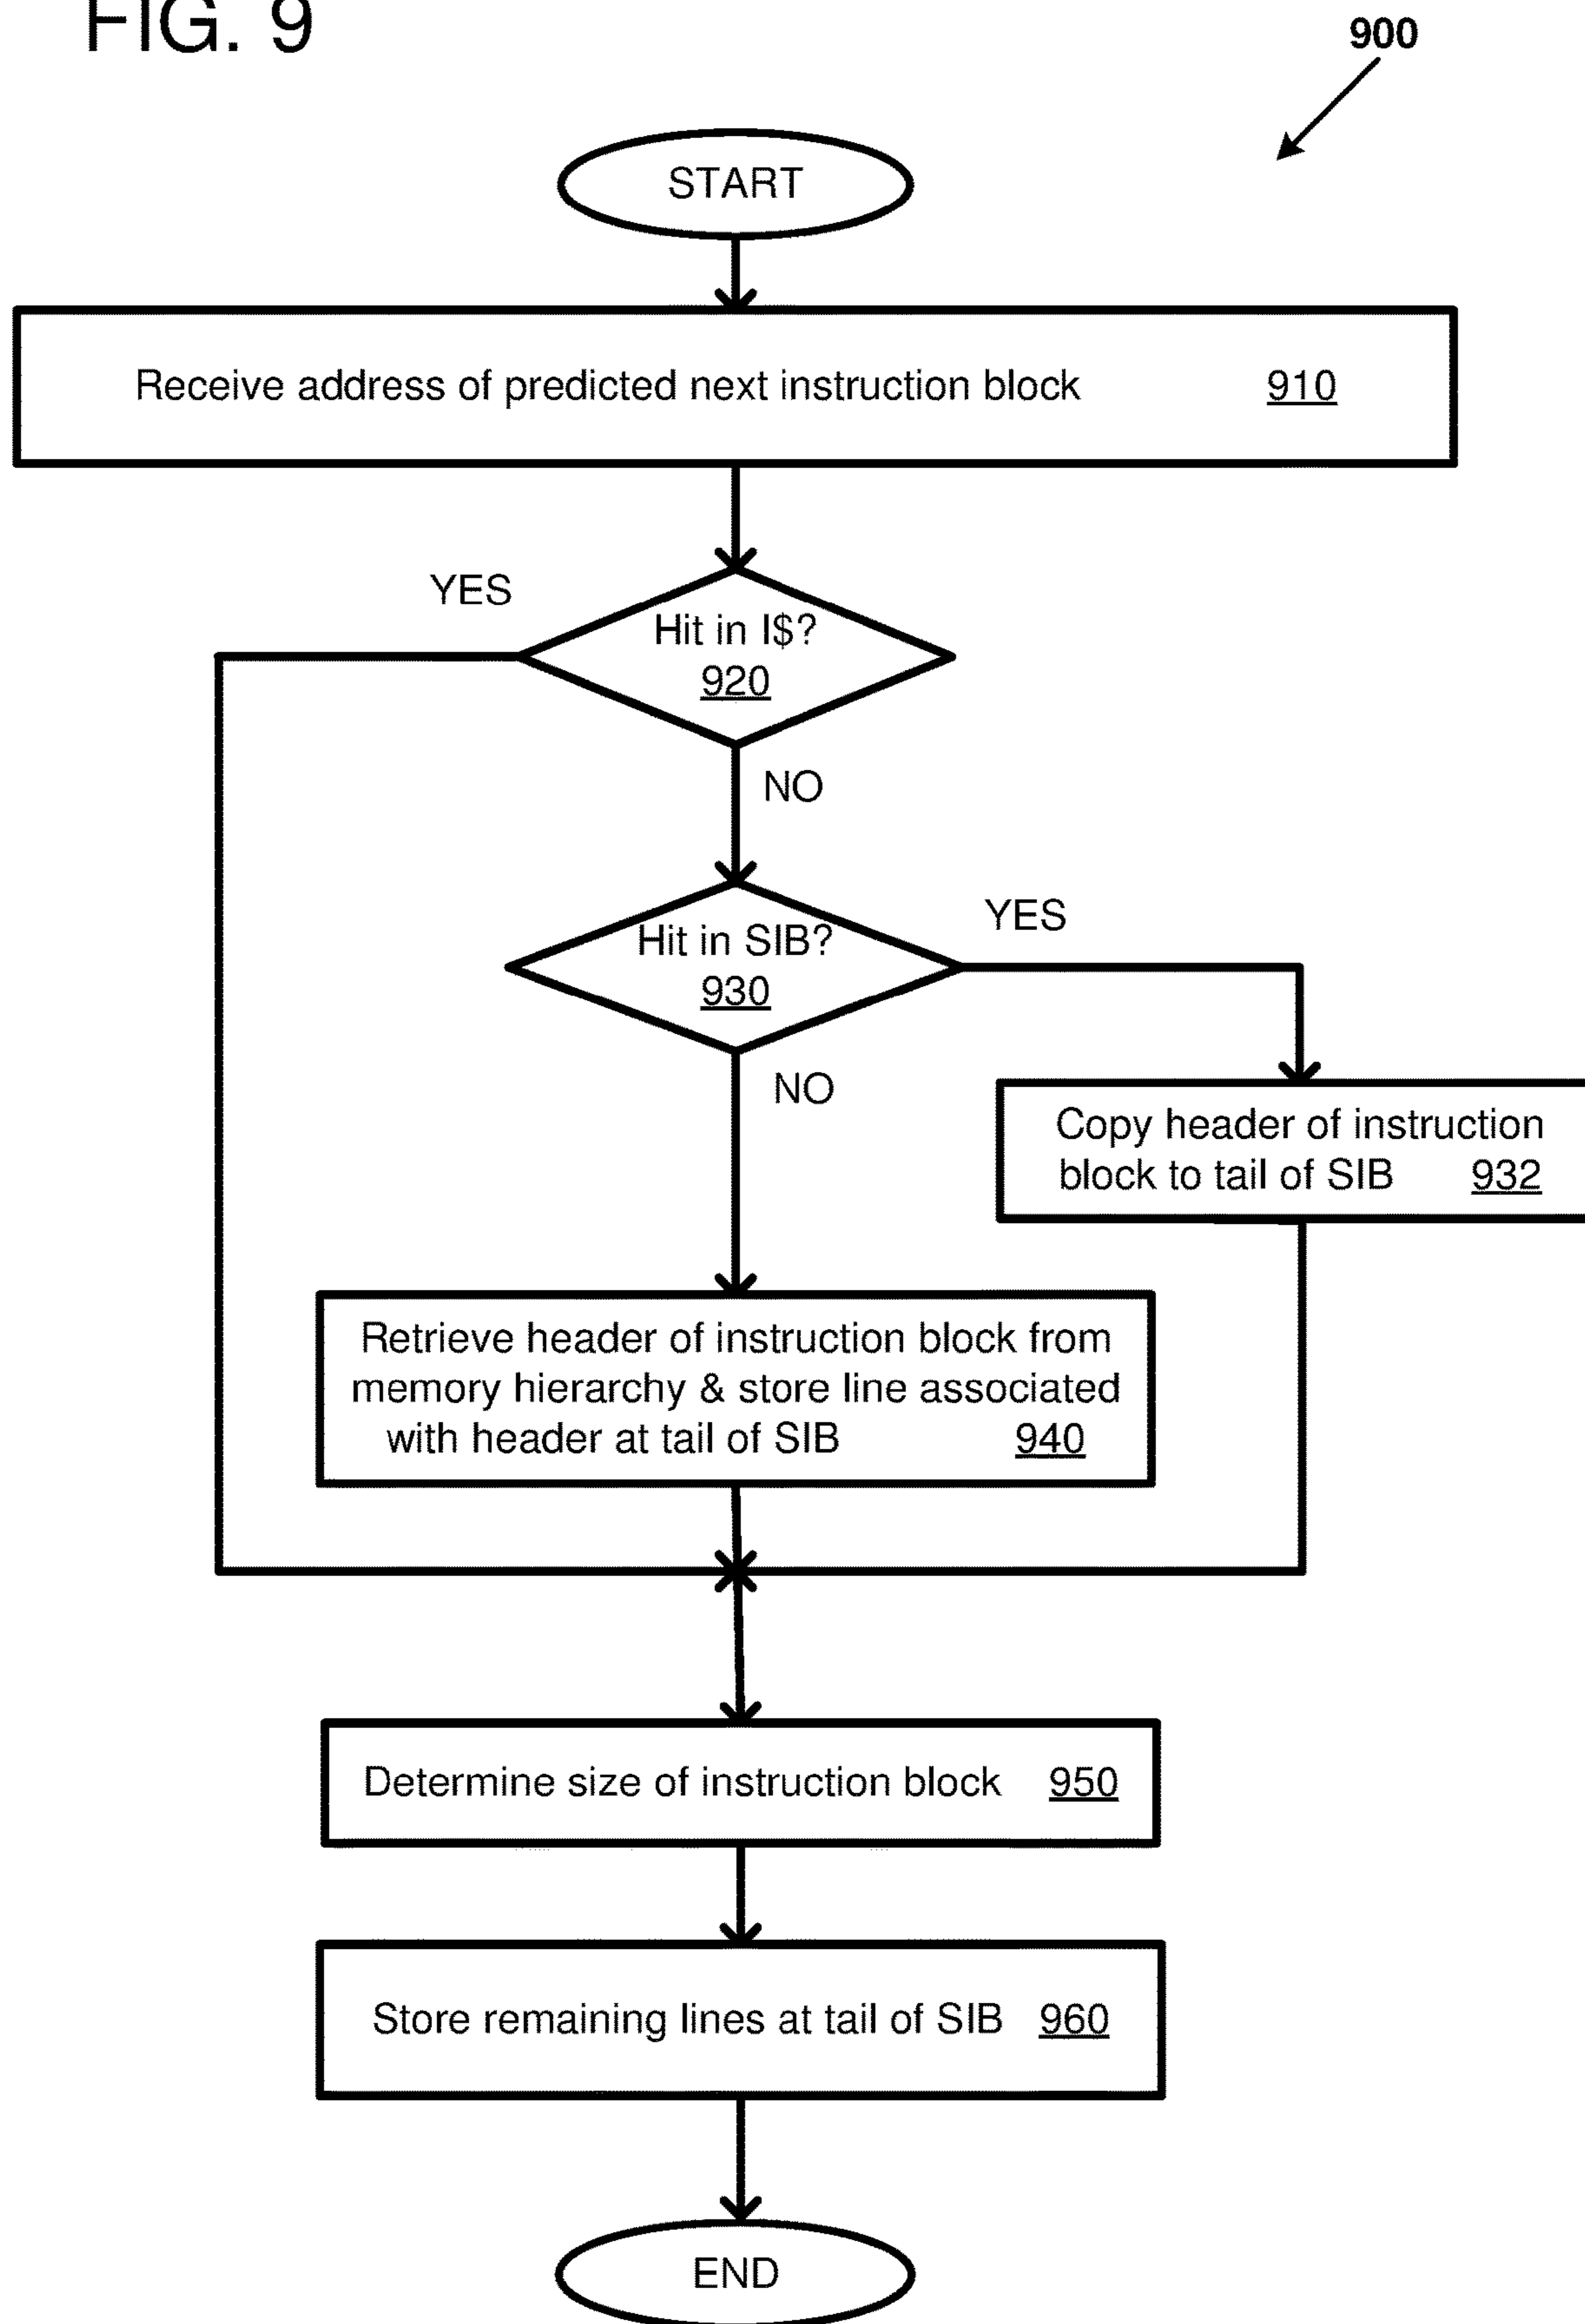 FIG. 9
900
START
Receive address of predicted next instruction block 910
YES
Hit in I$?
920
NO
Hit in SIB?
930
YES
NO
Copy header of instruction
block to tail of SIB 932
Retrieve header of instruction block from
memory hierarchy & store line associated
with header at tail of SIB 940
Determine size of instruction block 950
Store remaining lines at tail of SIB 960
END